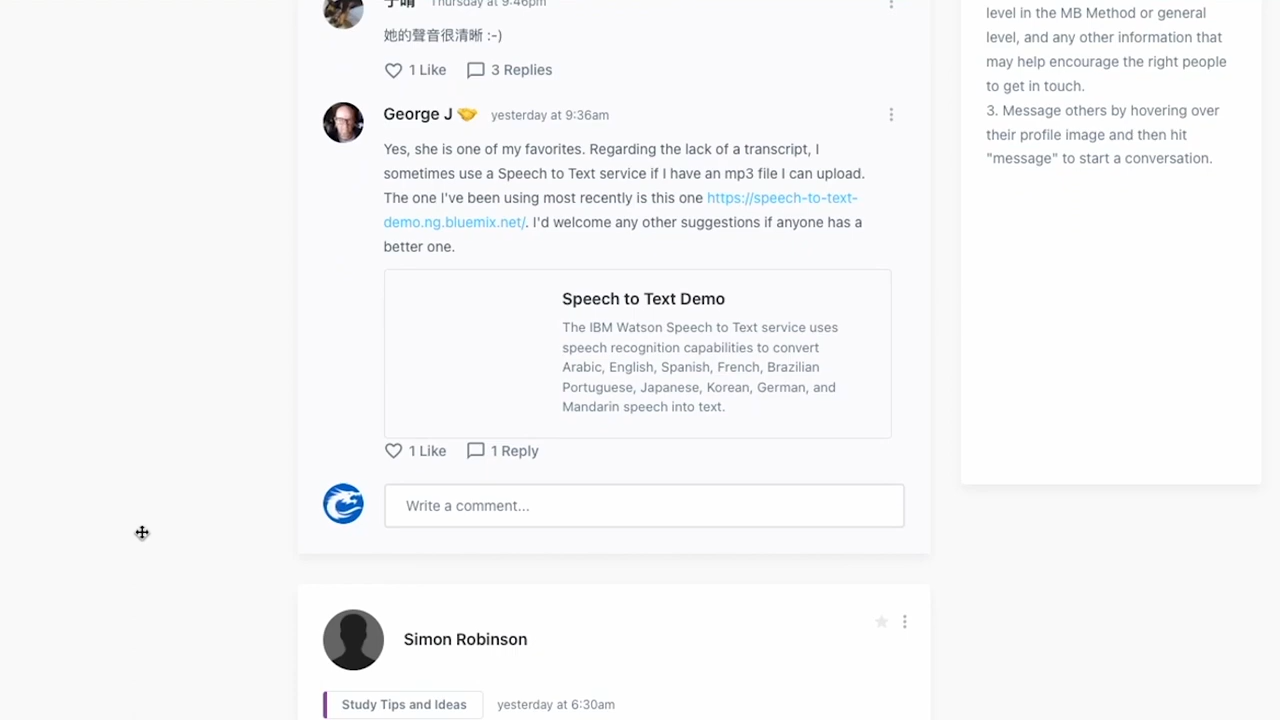 Thursday at 9:46pm
她的聲音很清晰 :-)
1 Like 3 Replies
George J 🤝 yesterday at 9:36am
Yes, she is one of my favorites. Regarding the lack of a transcript, I
sometimes use a Speech to Text service if I have an mp3 file I can upload.
The one I've been using most recently is this one https://speech-to-text-
demo.ng.bluemix.net/. I'd welcome any other suggestions if anyone has a
better one.
Speech to Text Demo
The IBM Watson Speech to Text service uses
speech recognition capabilities to convert
Arabic, English, Spanish, French, Brazilian
Portuguese, Japanese, Korean, German, and
Mandarin speech into text.
1 Like 1 Reply
Write a comment...
Simon Robinson
Study Tips and Ideas yesterday at 6:30am
level in the MB Method or general
level, and any other information that
may help encourage the right people
to get in touch.
3. Message others by hovering over
their profile image and then hit
"message" to start a conversation.